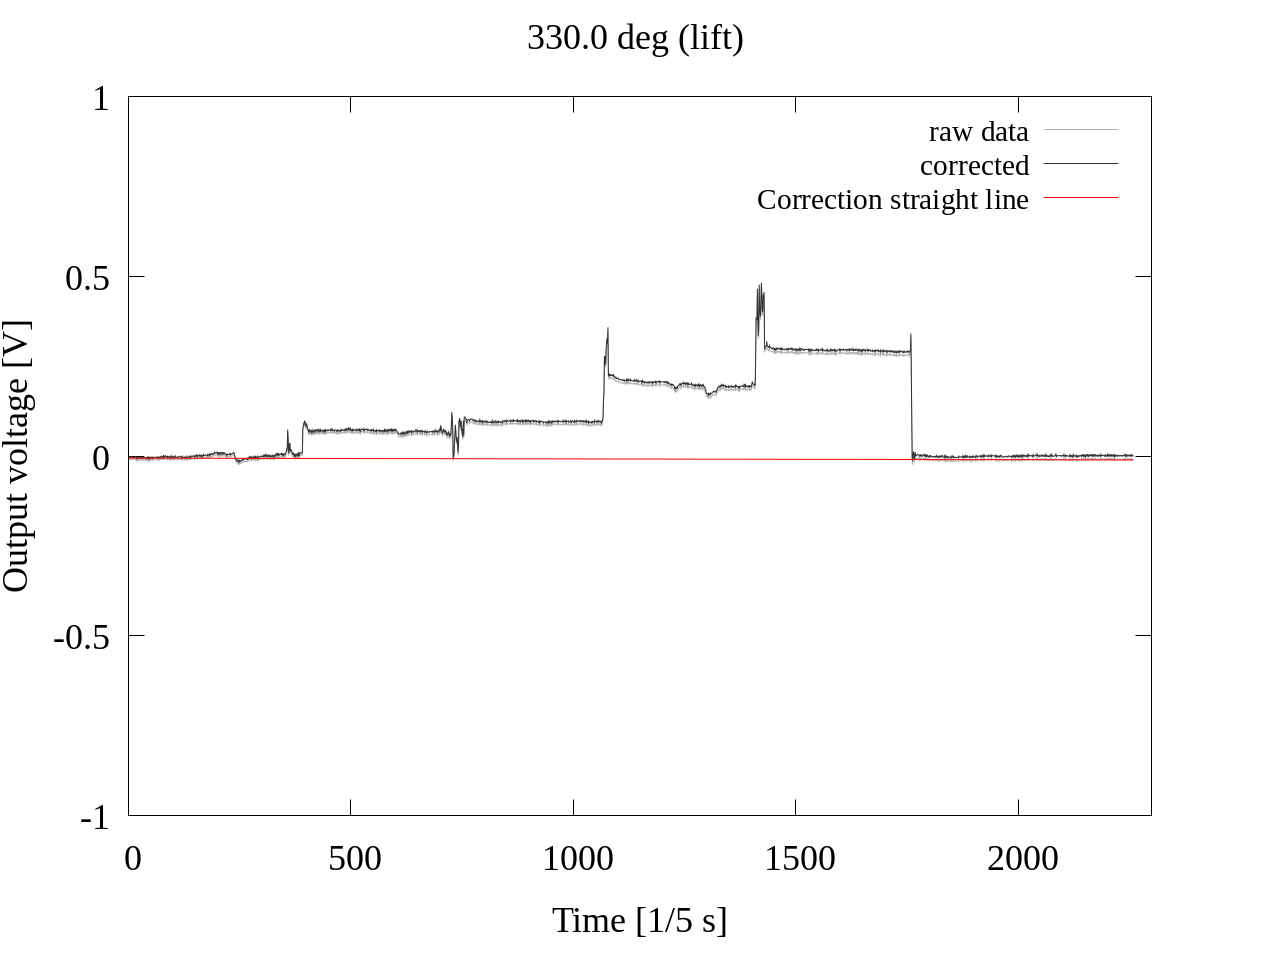 330.0 deg (lift)
1
0.5
0
-0.5
-1
Output voltage [V]
raw data
corrected
Correction straight line
0 500 1000 1500 2000
Time [1/5 s]